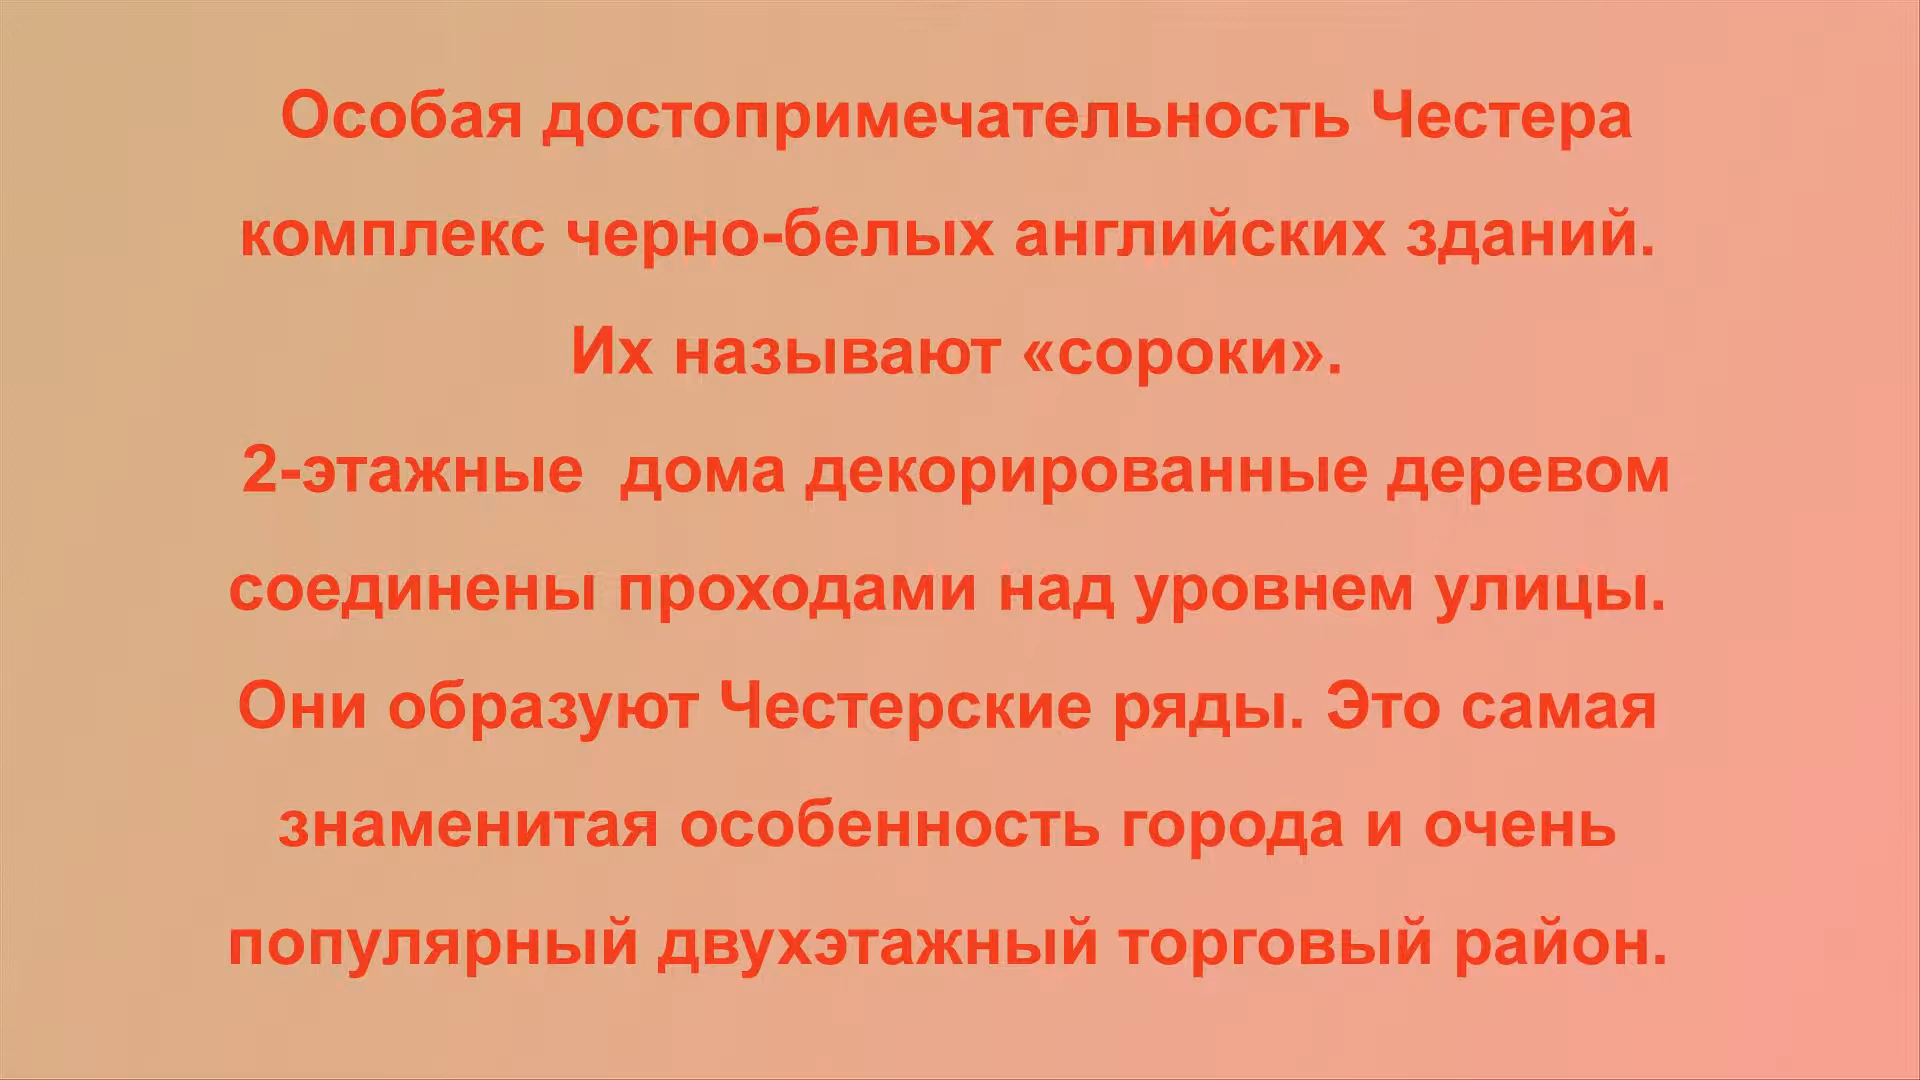 Особая достопримечательность Честера
комплекс черно-белых английских зданий.
Их называют «сороки».
2-этажные дома декорированные деревом
соединены проходами над уровнем улицы.
Они образуют Честерские ряды. Это самая
знаменитая особенность города и очень
популярный двухэтажный торговый район.